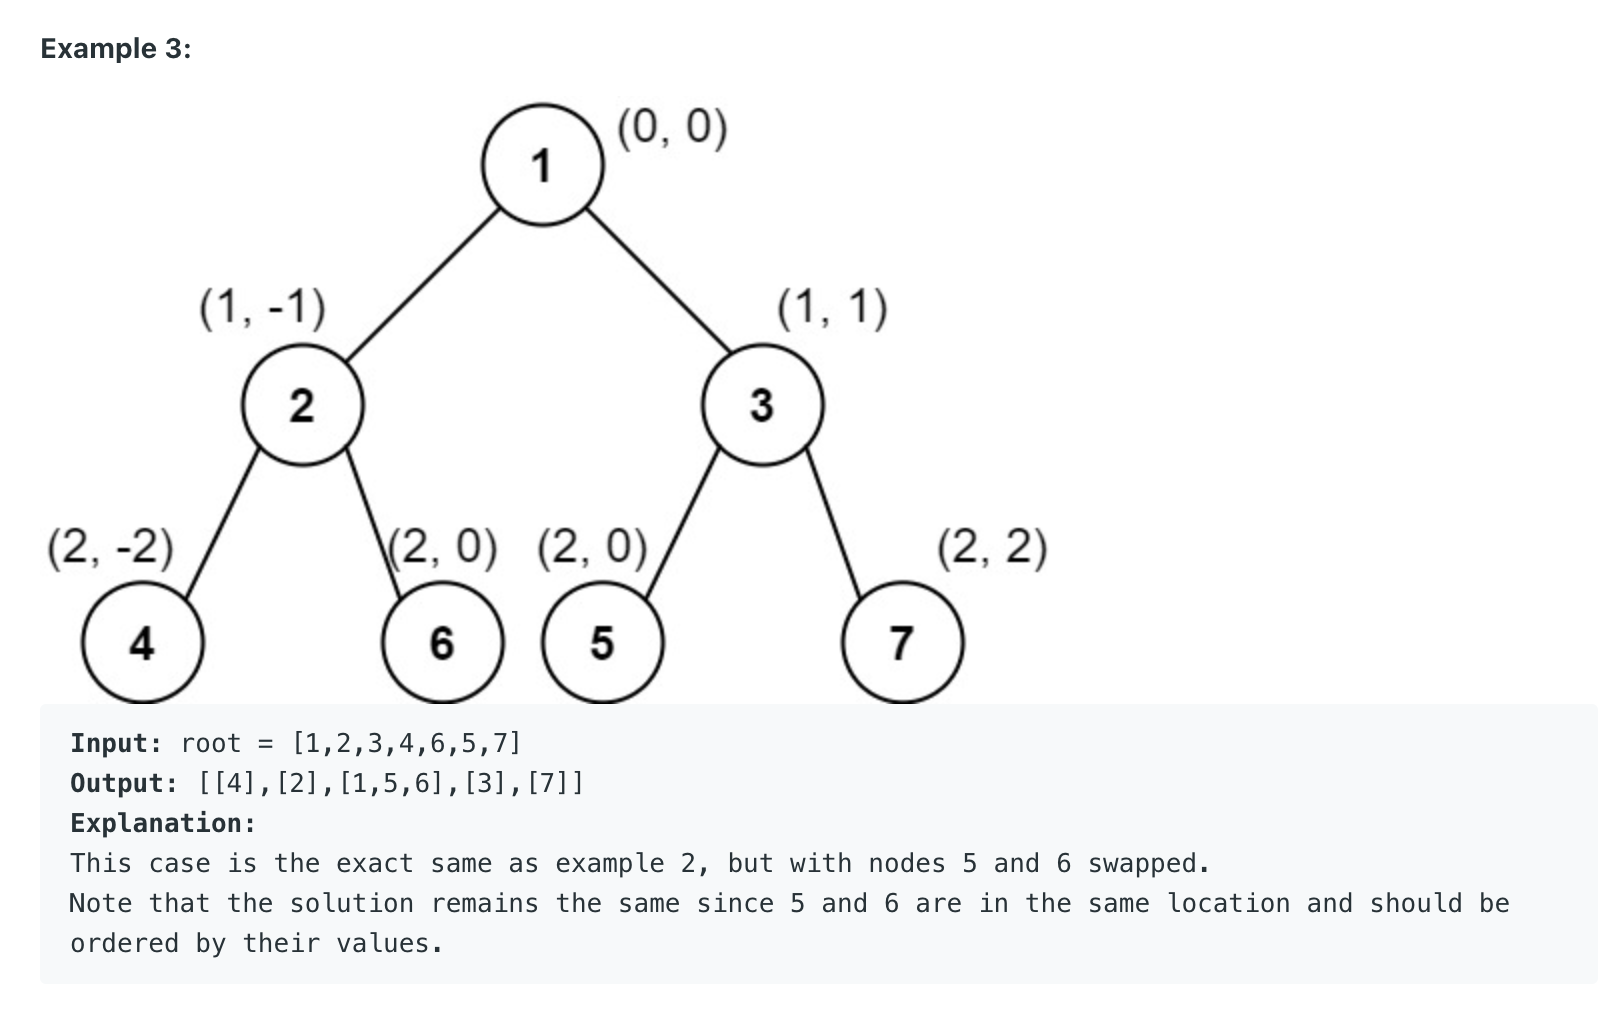 Example 3:
(0, 0)
1
(1, -1)
(1, 1)
2
3
(2, -2)
(2, 0)
(2, 0)
(2, 2)
4
6
5
7
Input: root = [1,2,3,4,6,5,7]
Output: [[4],[2],[1,5,6],[3],[7]]
Explanation:
This case is the exact same as example 2, but with nodes 5 and 6 swapped.
Note that the solution remains the same since 5 and 6 are in the same location and should be
ordered by their values.